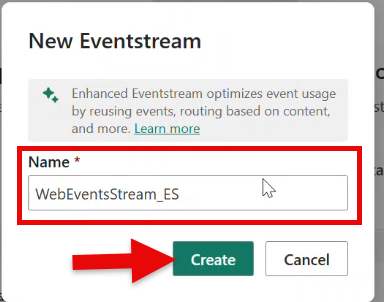 New Eventstream
Enhanced Eventstream optimizes event usage
by reusing events, routing based on content,
and more. Learn more
Name *
WebEventsStream_ES
Create
Cancel